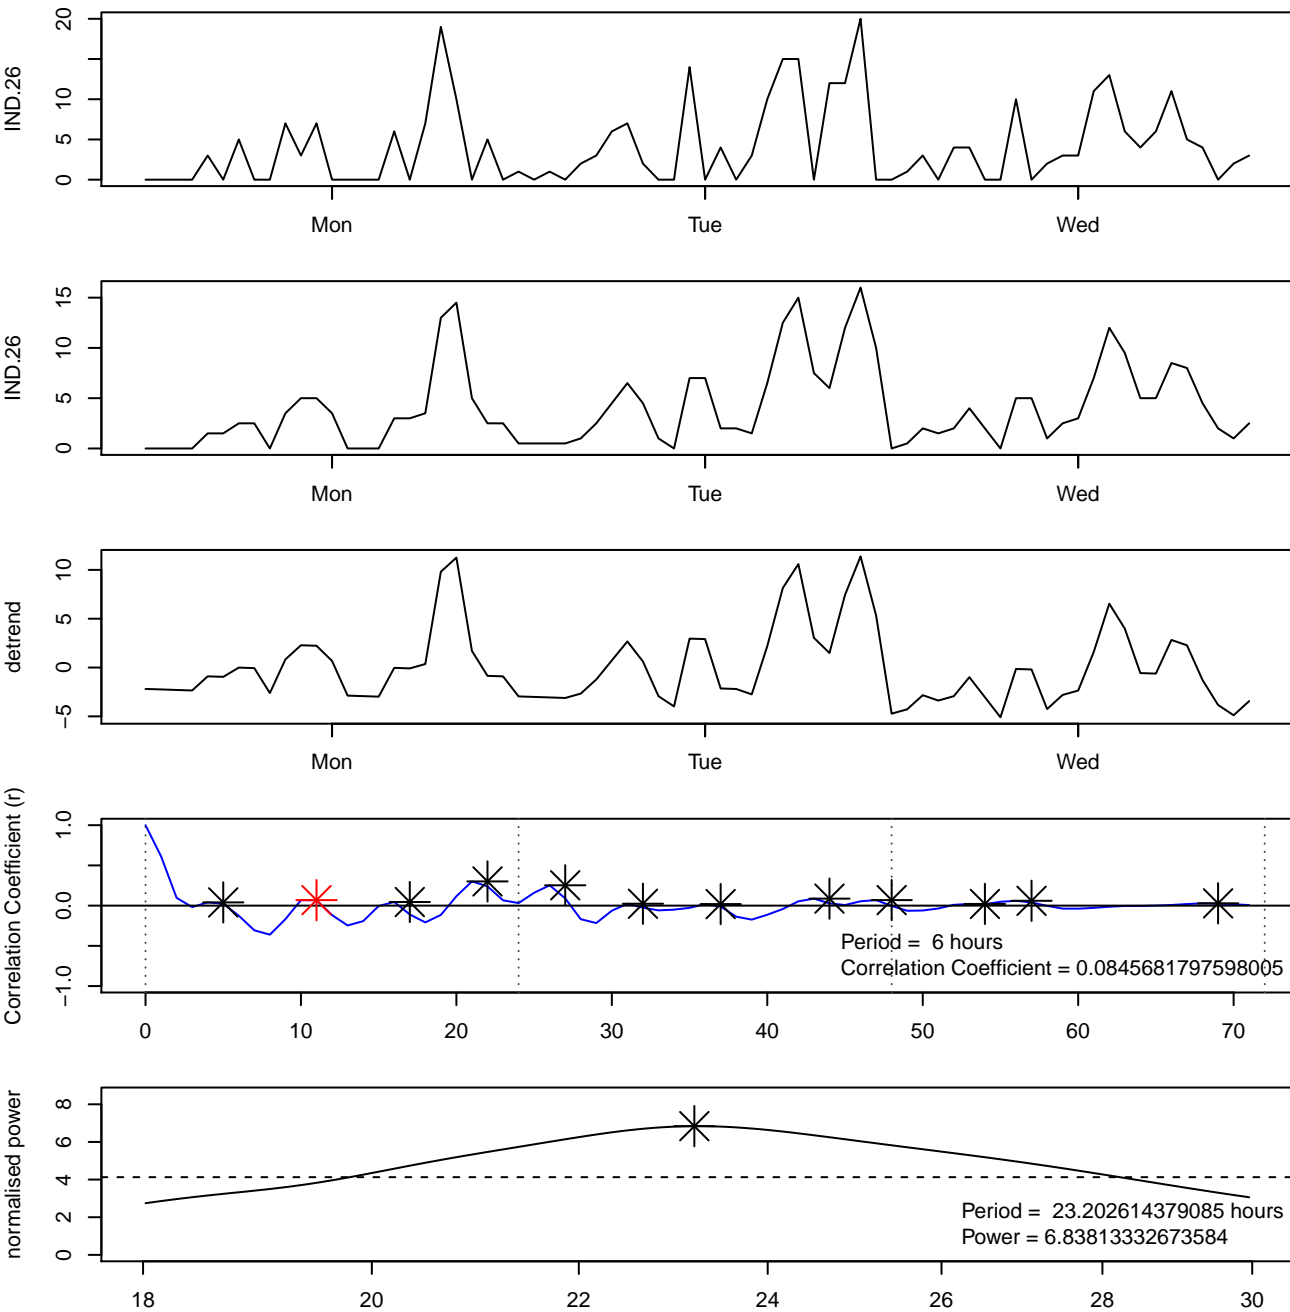 IND.26
0 5 10 20
Mon Tue Wed
IND.26
0 5 10 15
Mon Tue Wed
detrend
−5 0 5 10
Mon Tue Wed
Correlation Coefficient (r)
−1.0 0.0 1.0
Period =  6 hours
Correlation Coefficient = 0.0845681797598005
0 10 20 30 40 50 60 70
normalised power
0 2 4 6 8
Period =  23.202614379085 hours
Power = 6.83813332673584
18 20 22 24 26 28 30